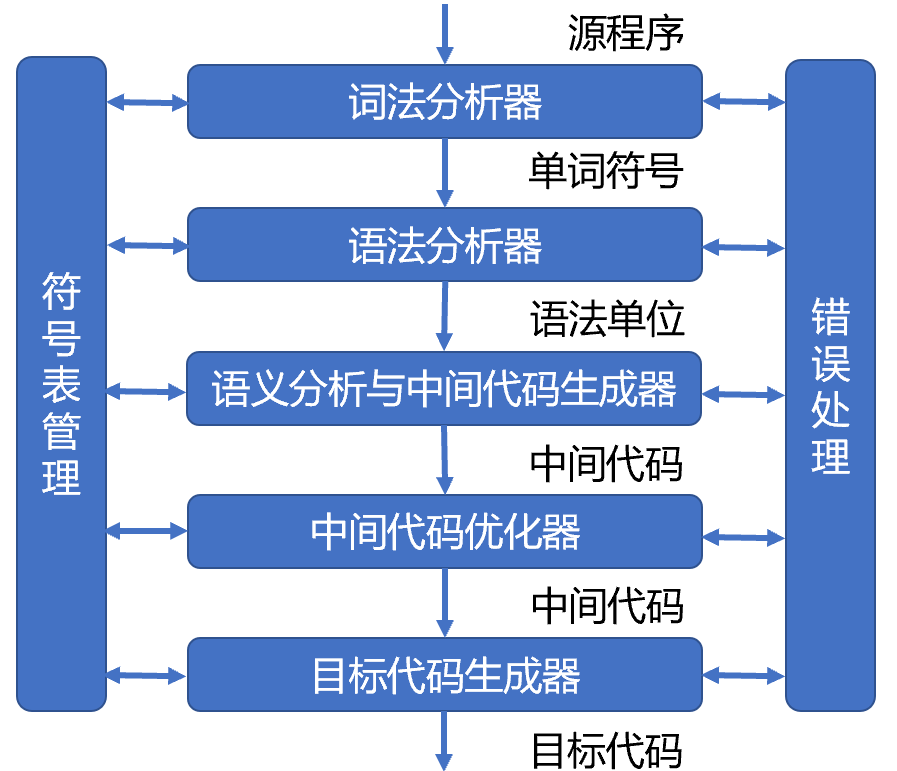 源程序
词法分析器
单词符号
语法分析器
语法单位
语义分析与中间代码生成器
中间代码
中间代码优化器
中间代码
目标代码生成器
目标代码
符号表管理
错误处理